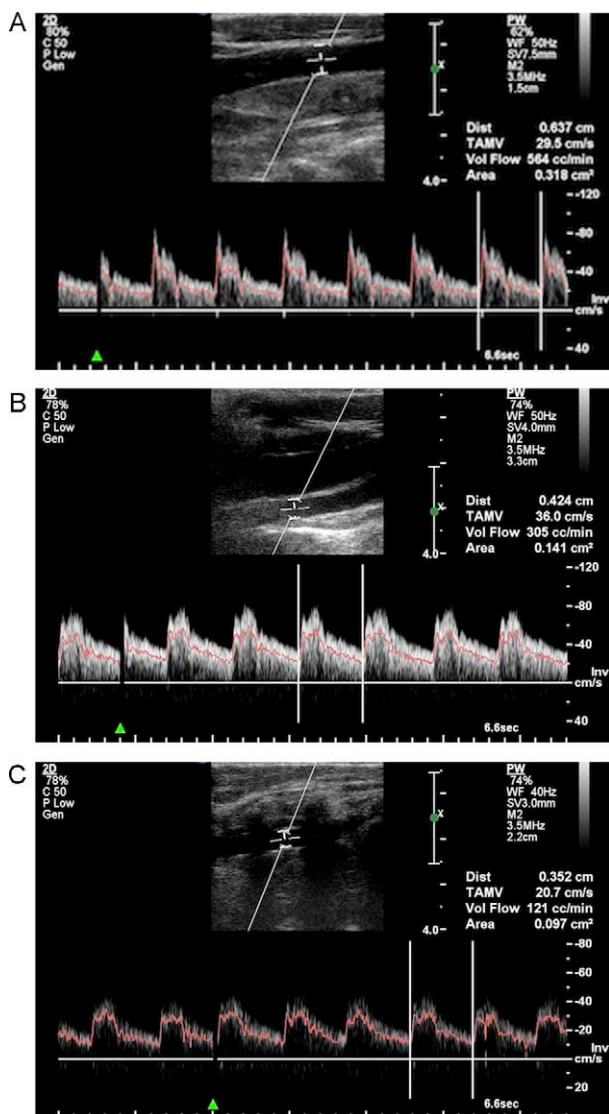 A
2D
80%
C 50
P Low
Gen
PW
62%
WF 50Hz
SV7.5mm
M2
3.5MHz
1.5cm
X
4.0
Dist 0.637 cm
TAMV 29.5 cm/s
Vol Flow 564 cc/min
Area 0.318 cm²
-120
-80
-40
Inv
cm/s
40
6.6sec
B
2D
78%
C 50
P Low
Gen
PW
74%
WF 50Hz
SV4.0mm
M2
3.5MHz
3.3cm
X
4.0
Dist 0.424 cm
TAMV 36.0 cm/s
Vol Flow 305 cc/min
Area 0.141 cm²
-120
-80
-40
Inv
cm/s
40
6.6sec
C
2D
78%
C 50
P Low
Gen
PW
74%
WF 40Hz
SV3.0mm
M2
3.5MHz
2.2cm
X
4.0
Dist 0.352 cm
TAMV 20.7 cm/s
Vol Flow 121 cc/min
Area 0.097 cm²
-80
-60
-40
-20
Inv
cm/s
20
6.6sec